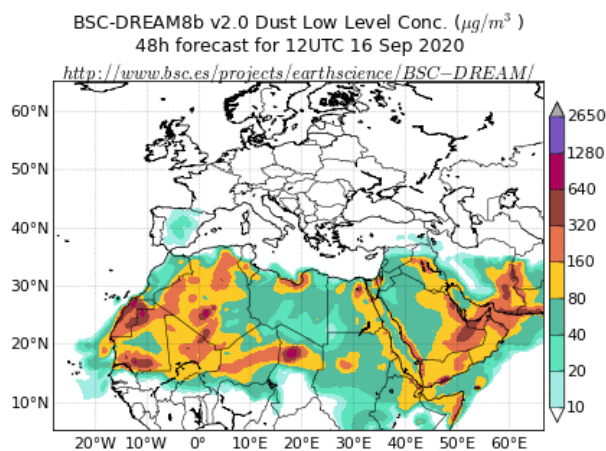 BSC-DREAM8b v2.0 Dust Low Level Conc. (μg/m³ )
48h forecast for 12UTC 16 Sep 2020
http://www.bsc.es/projects/earthscience/BSC−DREAM/
60°N
50°N
40°N
30°N
20°N
10°N
20°W
10°W
0°
10°E
20°E
30°E
40°E
50°E
60°E
2650
1280
640
320
160
80
40
20
10